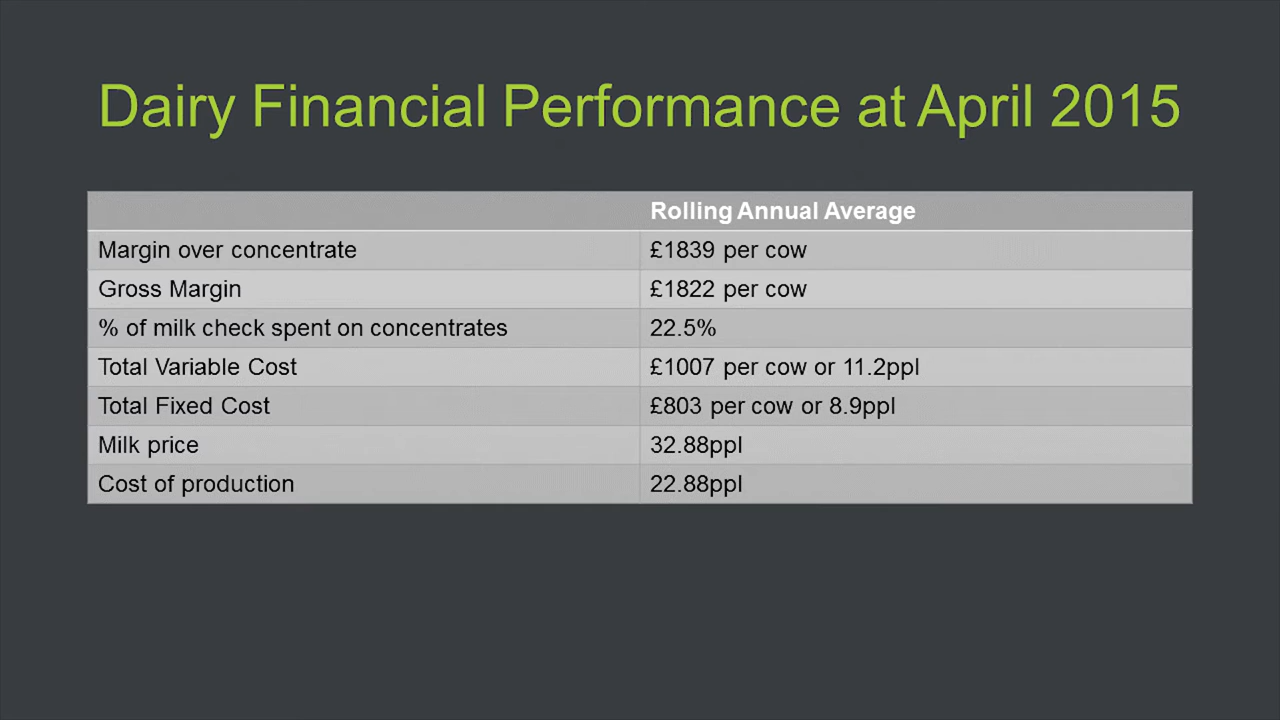 Dairy Financial Performance at April 2015
Rolling Annual Average
Margin over concentrate £1839 per cow
Gross Margin £1822 per cow
% of milk check spent on concentrates 22.5%
Total Variable Cost £1007 per cow or 11.2ppl
Total Fixed Cost £803 per cow or 8.9ppl
Milk price 32.88ppl
Cost of production 22.88ppl